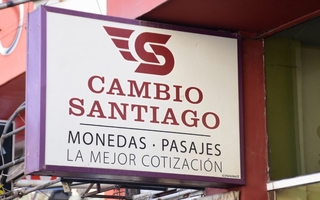 CAMBIO
SANTIAGO
MONEDAS · PASAJES
LA MEJOR COTIZACIÓN